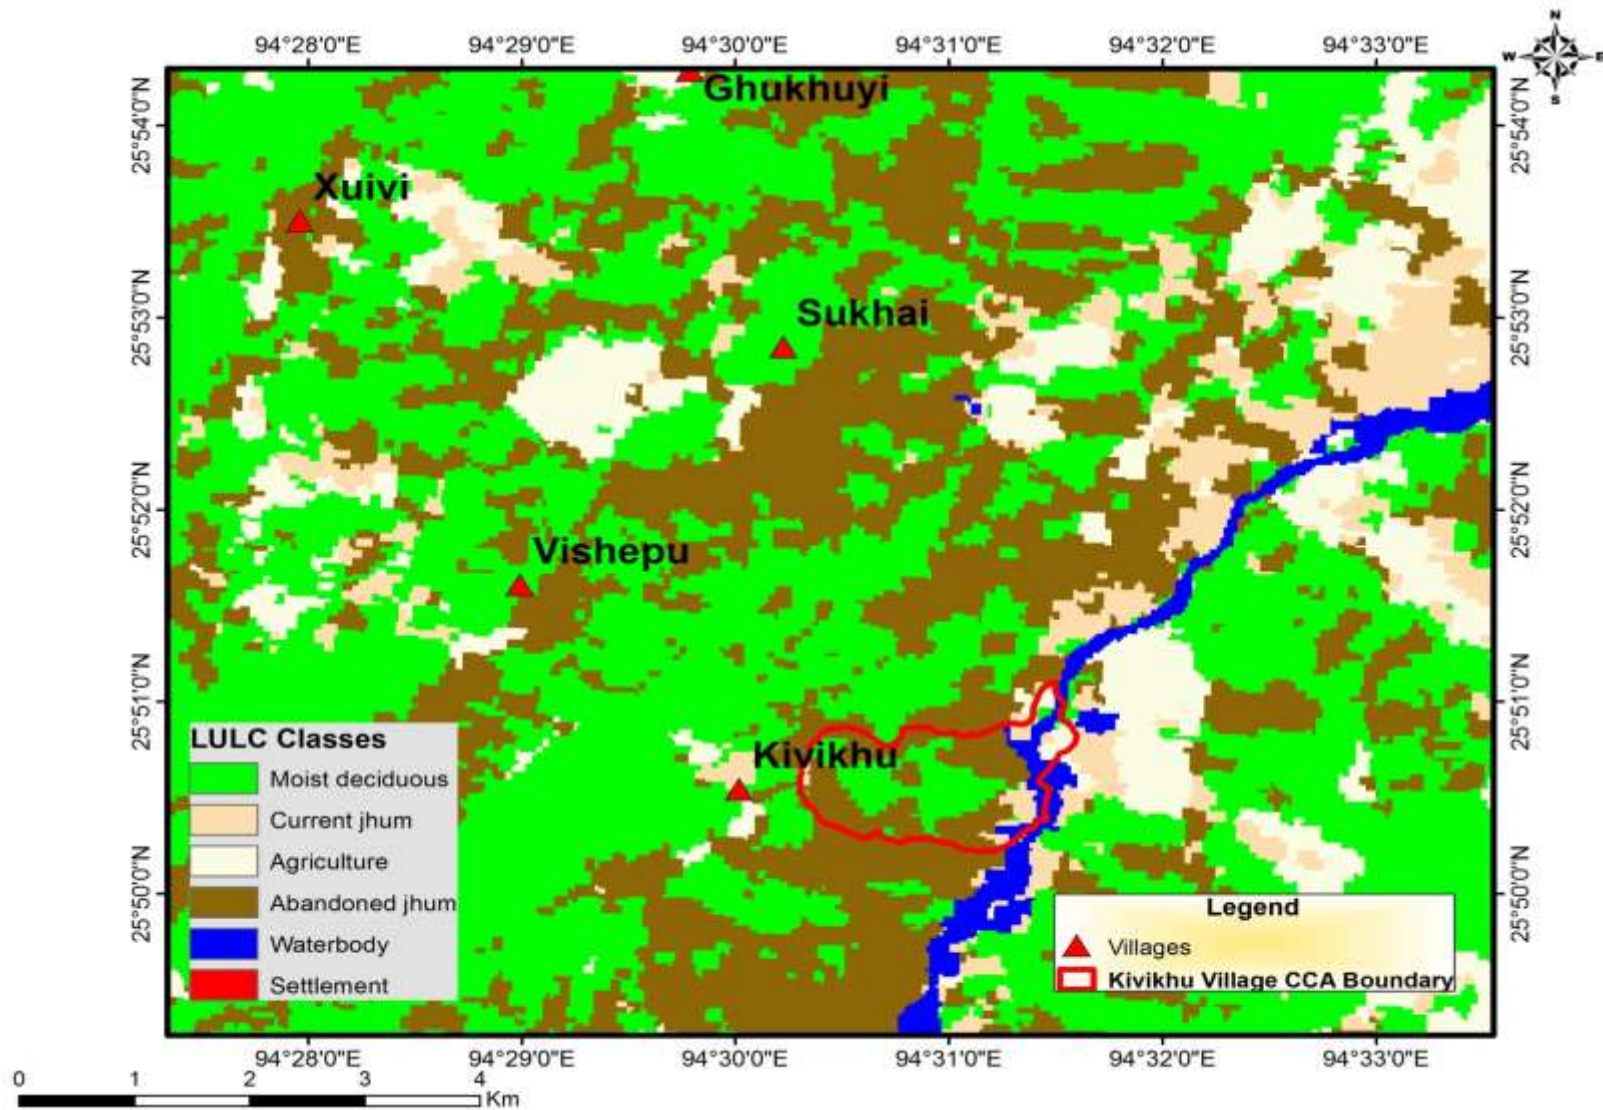 N
W E
S
94°28'0"E 94°29'0"E 94°30'0"E 94°31'0"E 94°32'0"E 94°33'0"E
Ghukhuyi
25°54'0"N 25°54'0"N
Xuivi
25°53'0"N 25°53'0"N
Sukhai
25°52'0"N 25°52'0"N
Vishepu
25°51'0"N 25°51'0"N
Kivikhu
25°50'0"N 25°50'0"N
LULC Classes
Moist deciduous
Current jhum
Agriculture
Abandoned jhum
Waterbody
Settlement
Legend
Villages
Kivikhu Village CCA Boundary
94°28'0"E 94°29'0"E 94°30'0"E 94°31'0"E 94°32'0"E 94°33'0"E
0 1 2 3 4
Km